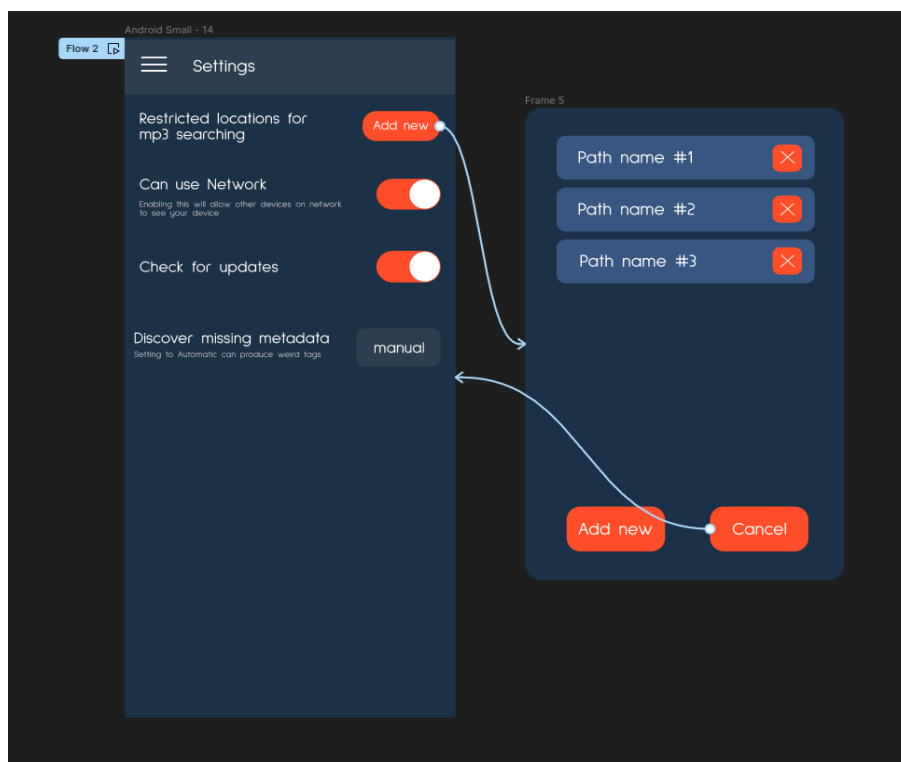 Android Small - 14
Flow 2
Settings
Restricted locations for
mp3 searching
Add new
Can use Network
Enabling this will allow other devices on network
to see your device
Check for updates
Discover missing metadata
Setting to Automatic can produce weird tags
manual
Frame 5
Path name #1
Path name #2
Path name #3
Add new
Cancel